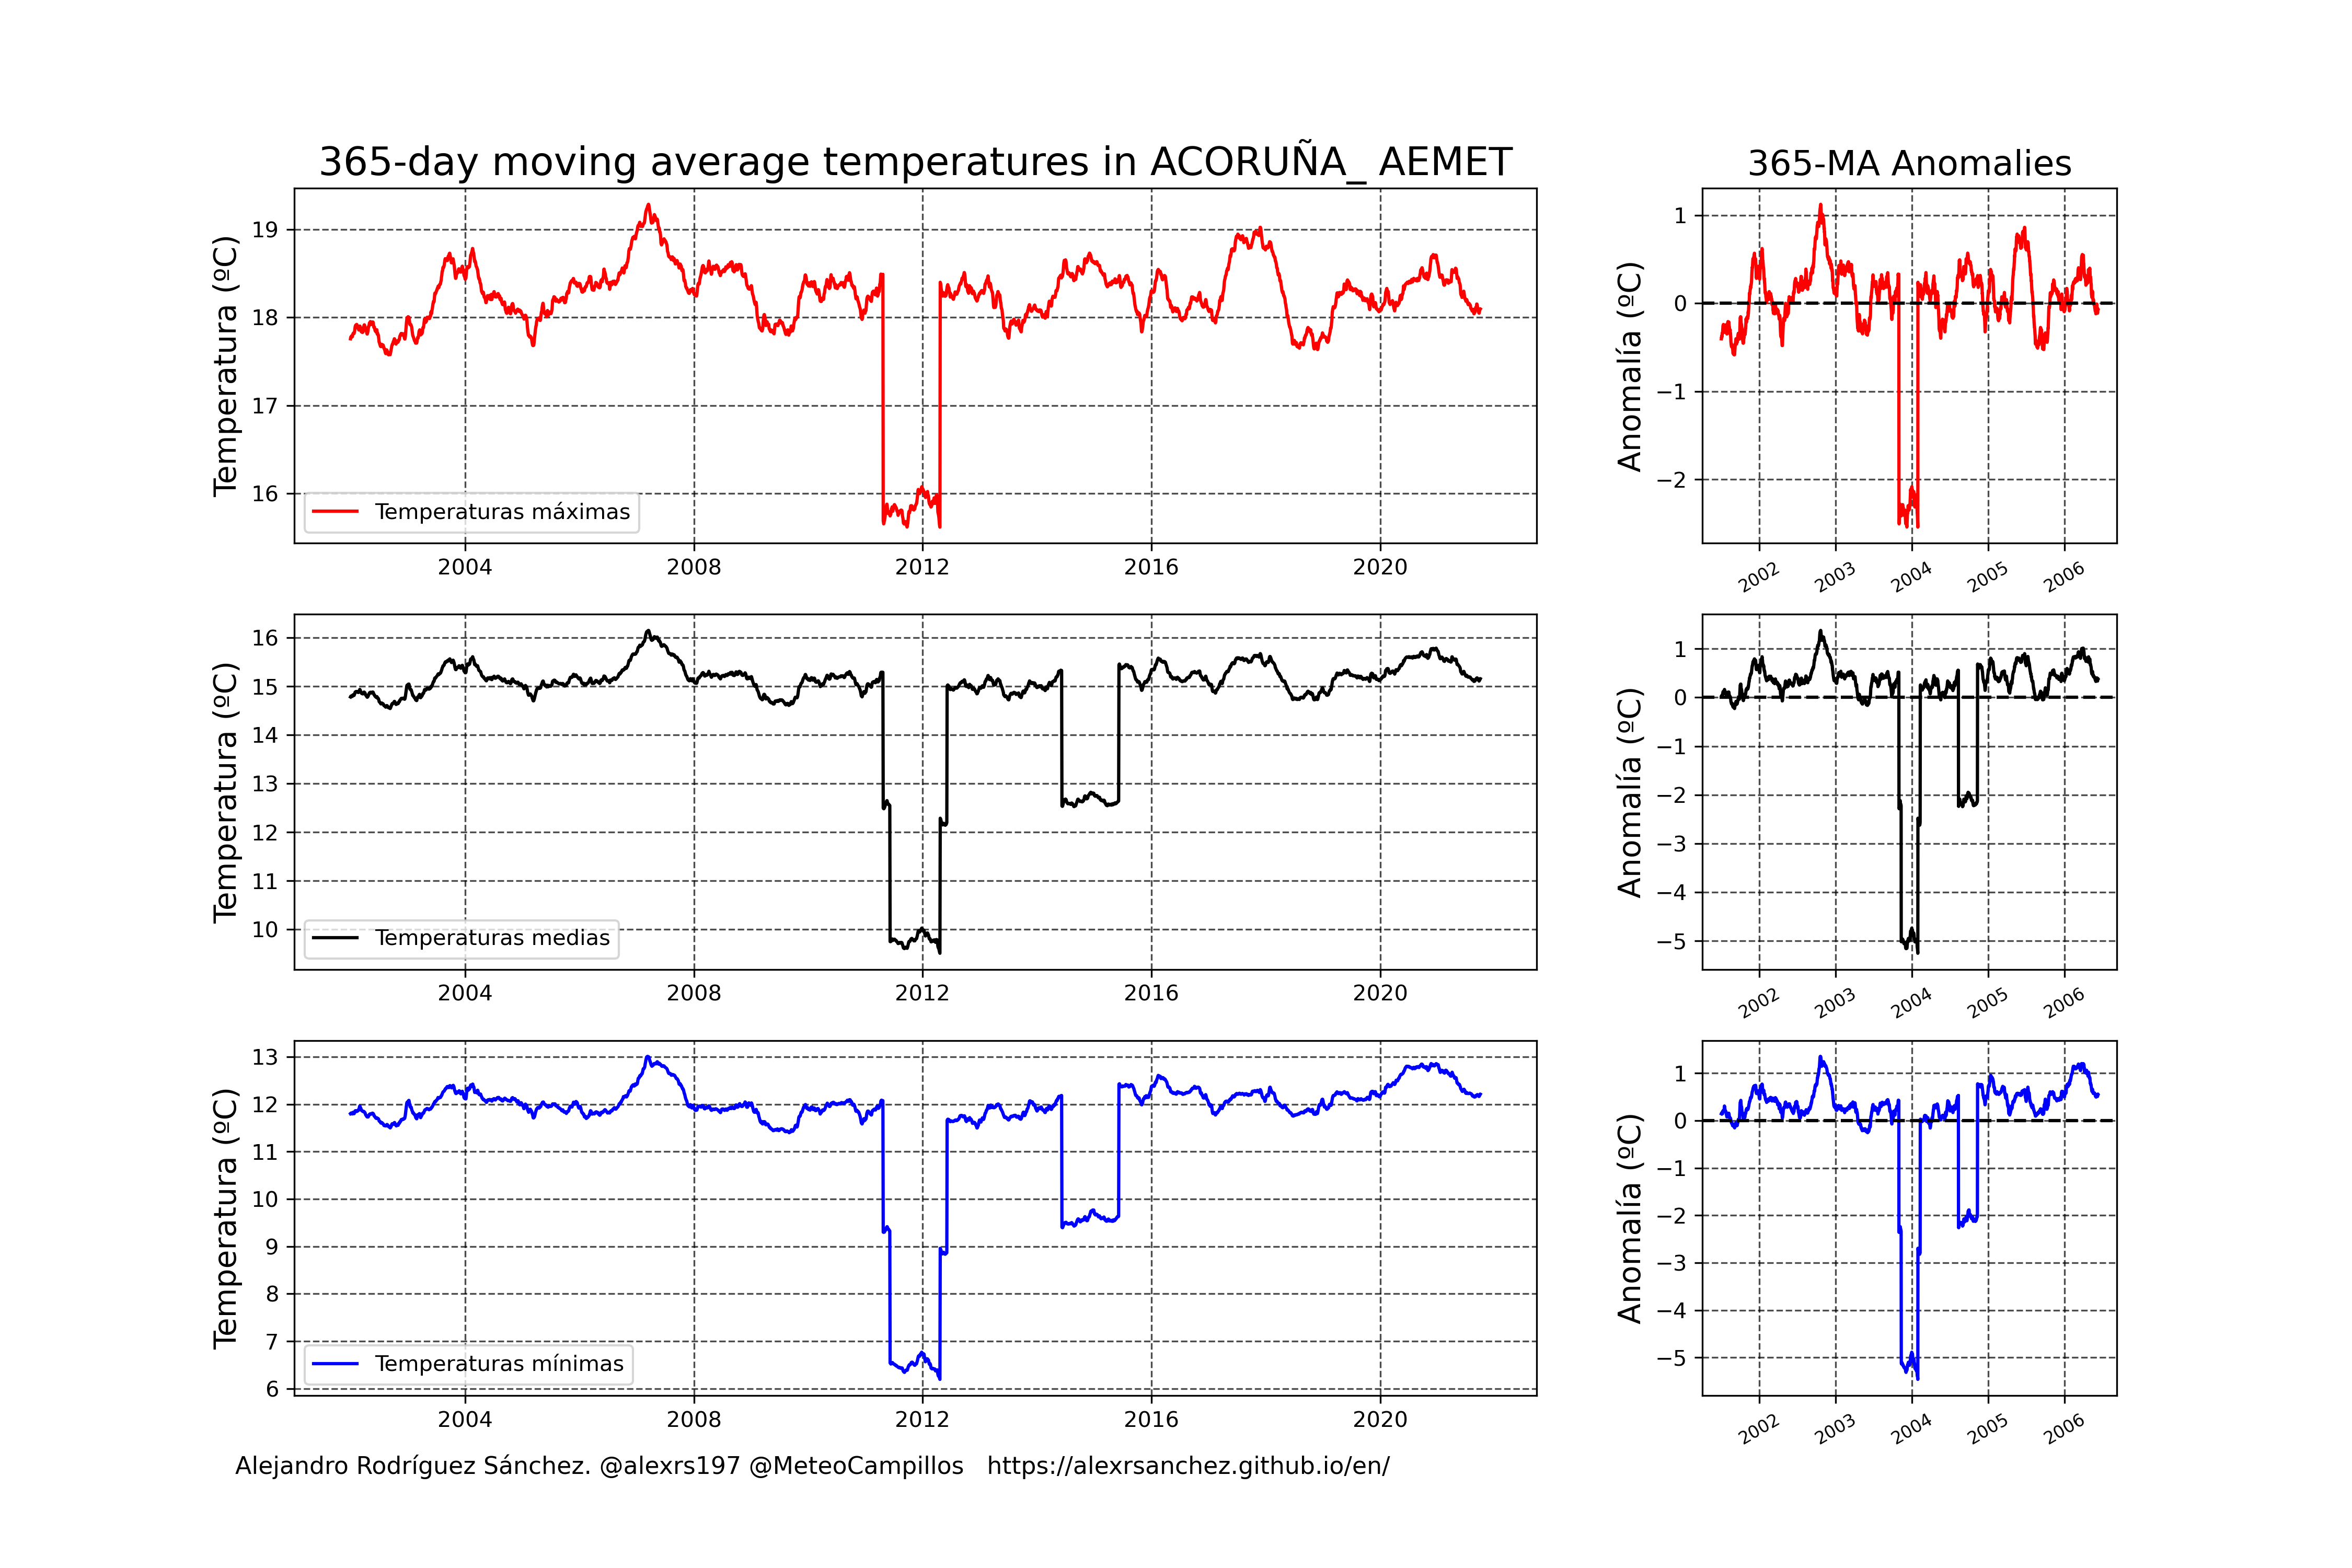 365-day moving average temperatures in ACORUÑA_ AEMET
365-MA Anomalies
Temperatura (ºC)
19
18
17
16
Temperaturas máximas
2004 2008 2012 2016 2020
Anomalía (ºC)
1
0
−1
−2
2002 2003 2004 2005 2006
Temperatura (ºC)
16
15
14
13
12
11
10
Temperaturas medias
2004 2008 2012 2016 2020
Anomalía (ºC)
1
0
−1
−2
−3
−4
−5
2002 2003 2004 2005 2006
Temperatura (ºC)
13
12
11
10
9
8
7
6
Temperaturas mínimas
2004 2008 2012 2016 2020
Anomalía (ºC)
1
0
−1
−2
−3
−4
−5
2002 2003 2004 2005 2006
Alejandro Rodríguez Sánchez. @alexrs197 @MeteoCampillos https://alexrsanchez.github.io/en/